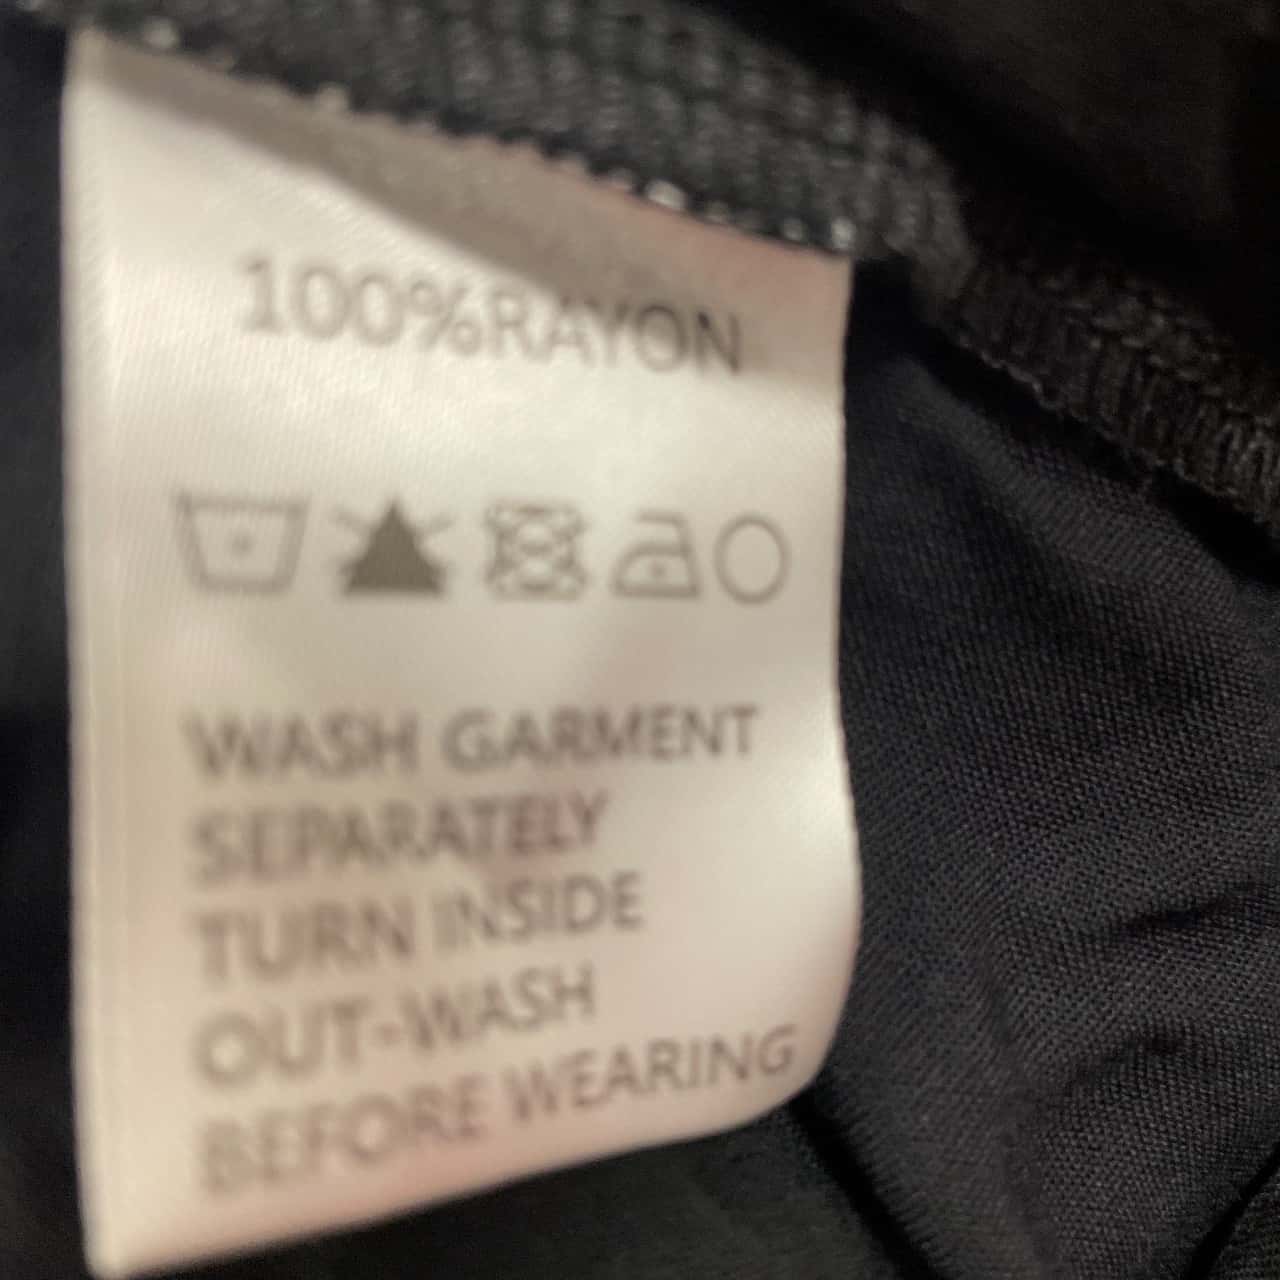 100%RAYON
WASH GARMENT
SEPARATELY
TURN INSIDE
OUT-WASH
BEFORE WEARING